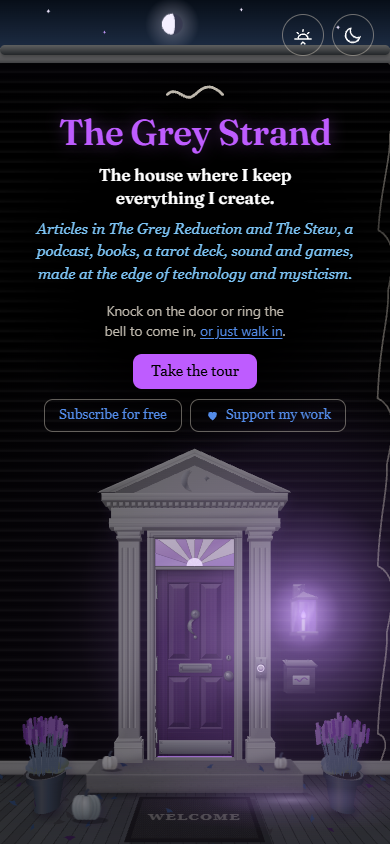 The Grey Strand
The house where I keep
everything I create.
Articles in The Grey Reduction and The Stew, a
podcast, books, a tarot deck, sound and games,
made at the edge of technology and mysticism.
Knock on the door or ring the
bell to come in, or just walk in.
Take the tour
Subscribe for free
Support my work
WELCOME